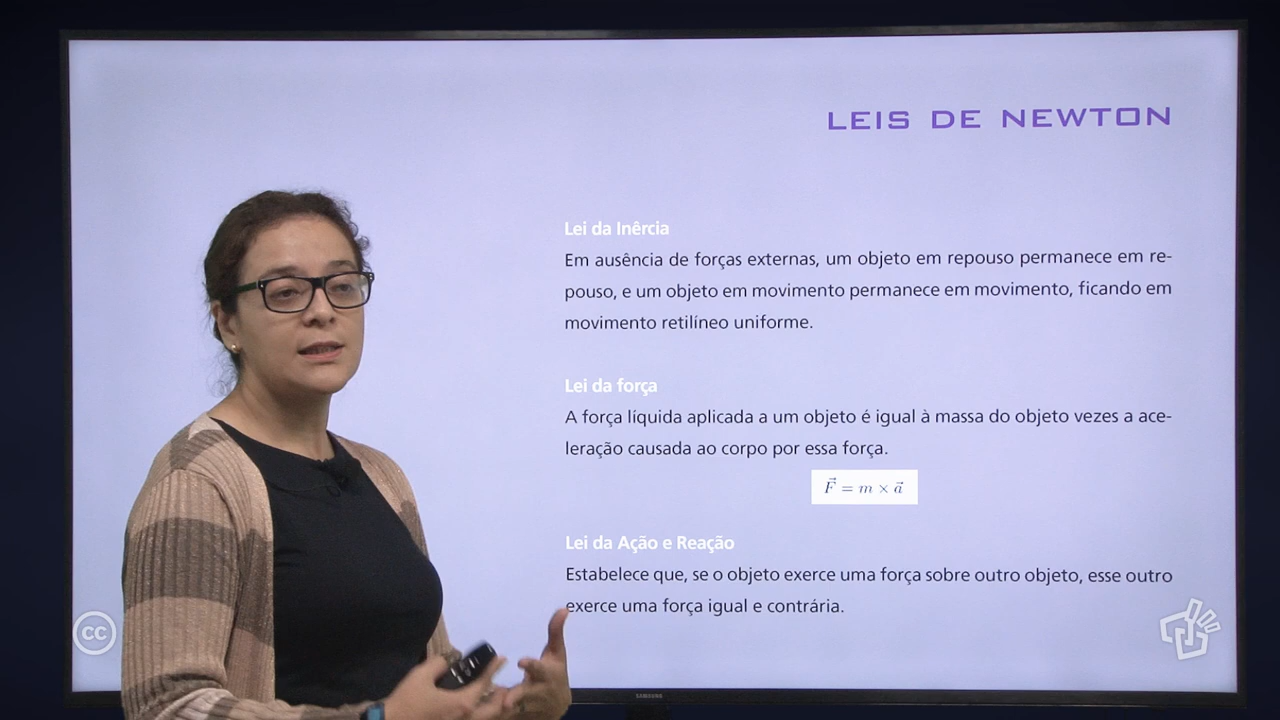 LEIS DE NEWTON
Lei da Inércia
Em ausência de forças externas, um objeto em repouso permanece em re-
pouso, e um objeto em movimento permanece em movimento, ficando em
movimento retilíneo uniforme.
Lei da força
A força líquida aplicada a um objeto é igual à massa do objeto vezes a ace-
leração causada ao corpo por essa força.
F⃗ = m × a⃗
Lei da Ação e Reação
Estabelece que, se o objeto exerce uma força sobre outro objeto, esse outro
exerce uma força igual e contrária.
cc
SAMSUNG